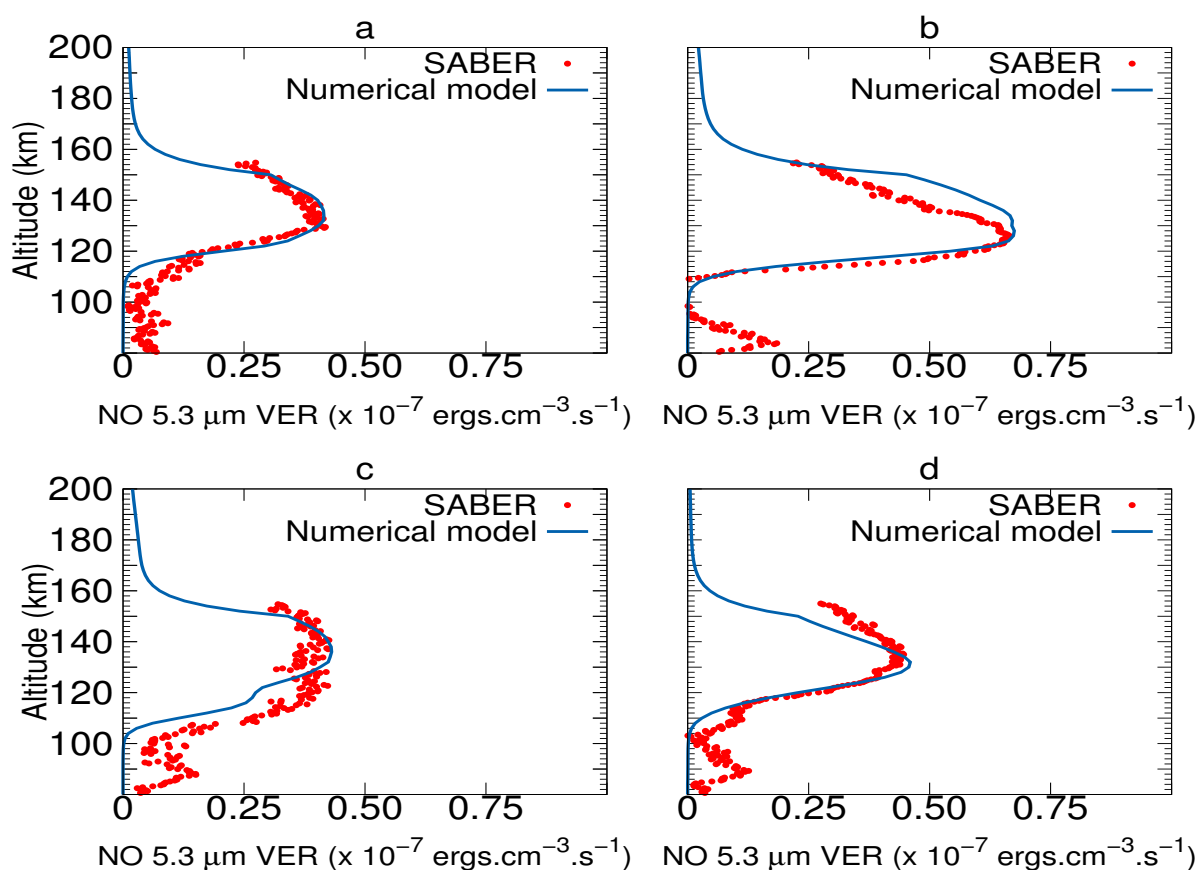 a
SABER
Numerical model
Altitude (km)
200
180
160
140
120
100
0 0.25 0.50 0.75
NO 5.3 μm VER (x 10⁻⁷ ergs.cm⁻³.s⁻¹)
b
SABER
Numerical model
0 0.25 0.50 0.75
NO 5.3 μm VER (x 10⁻⁷ ergs.cm⁻³.s⁻¹)
c
SABER
Numerical model
Altitude (km)
200
180
160
140
120
100
0 0.25 0.50 0.75
NO 5.3 μm VER (x 10⁻⁷ ergs.cm⁻³.s⁻¹)
d
SABER
Numerical model
0 0.25 0.50 0.75
NO 5.3 μm VER (x 10⁻⁷ ergs.cm⁻³.s⁻¹)